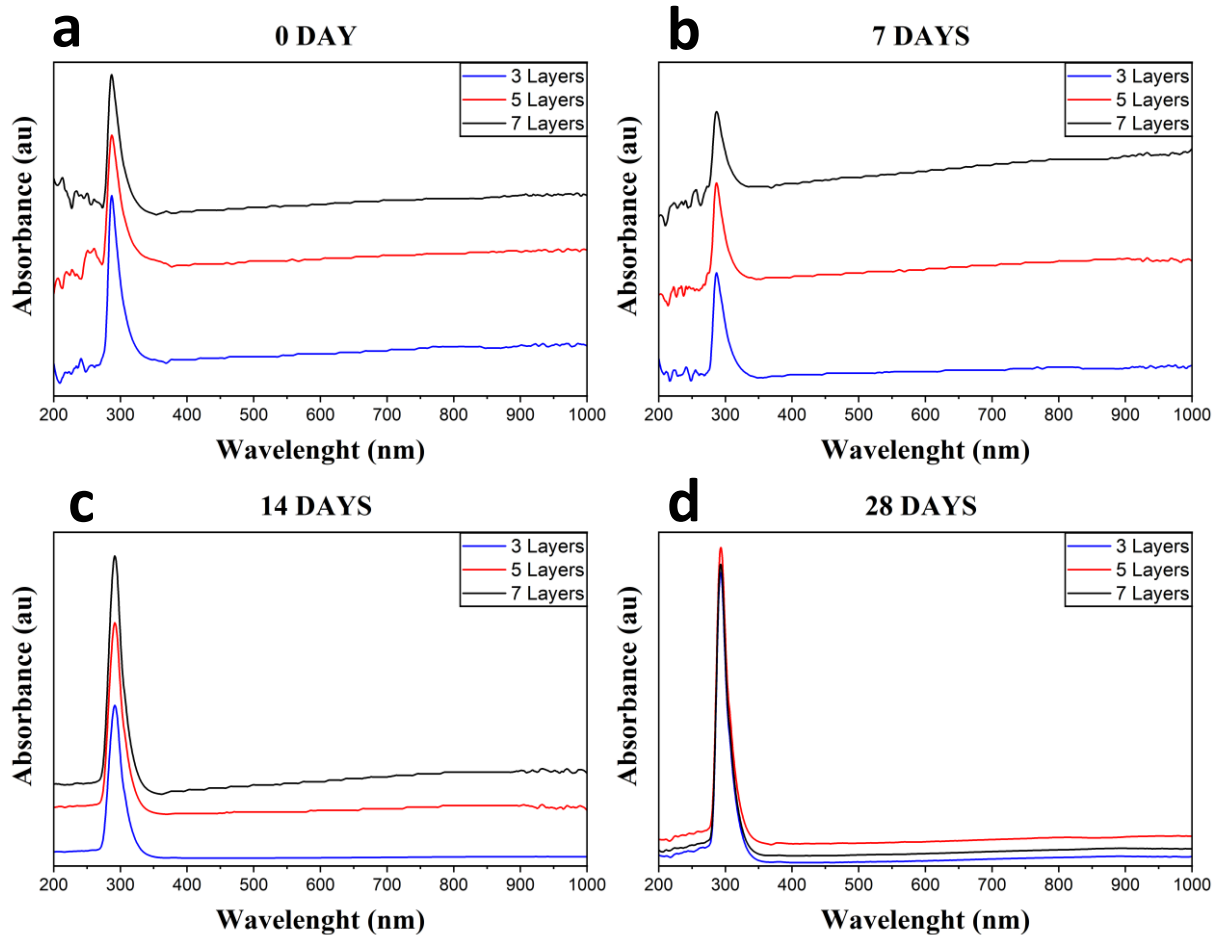 a
0 DAY
3 Layers
5 Layers
7 Layers
Absorbance (au)
200 300 400 500 600 700 800 900 1000
Wavelenght (nm)
b
7 DAYS
3 Layers
5 Layers
7 Layers
Absorbance (au)
200 300 400 500 600 700 800 900 1000
Wavelenght (nm)
c
14 DAYS
3 Layers
5 Layers
7 Layers
Absorbance (au)
200 300 400 500 600 700 800 900 1000
Wavelenght (nm)
d
28 DAYS
3 Layers
5 Layers
7 Layers
Absorbance (au)
200 300 400 500 600 700 800 900 1000
Wavelenght (nm)